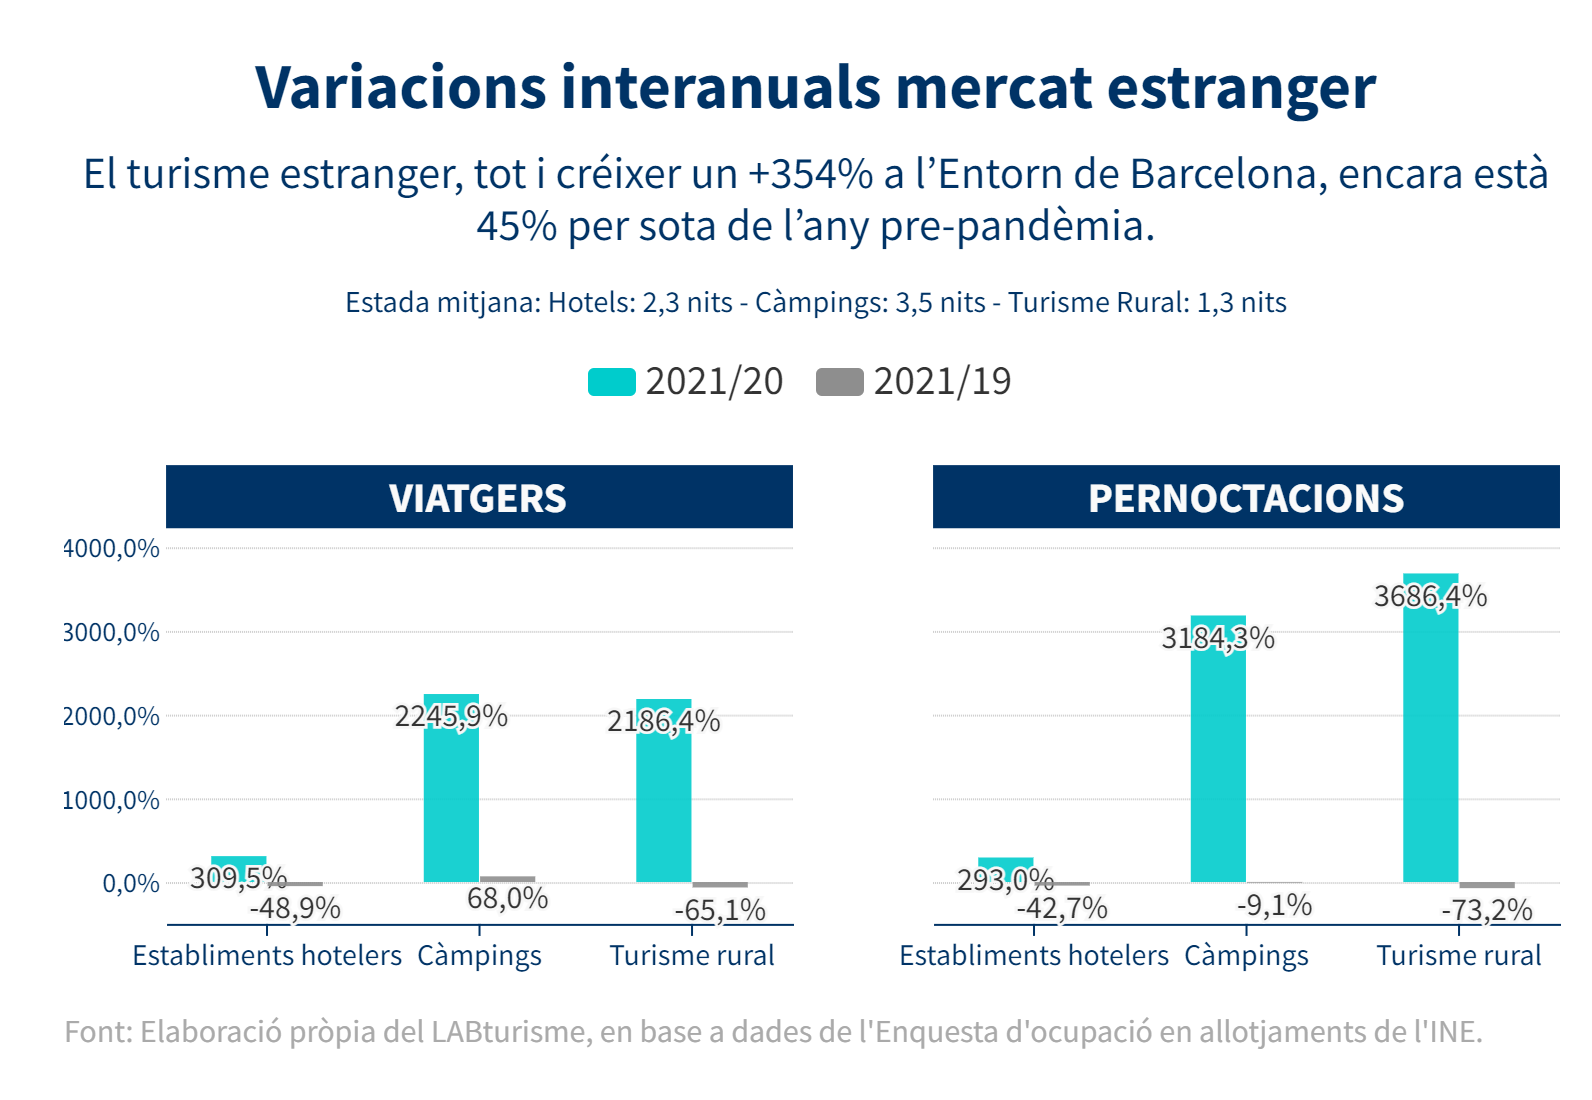 Variacions interanuals mercat estranger
El turisme estranger, tot i créixer un +354% a l’Entorn de Barcelona, encara està
45% per sota de l’any pre-pandèmia.
Estada mitjana: Hotels: 2,3 nits - Càmpings: 3,5 nits - Turisme Rural: 1,3 nits
2021/20 2021/19
VIATGERS
4000,0%
3000,0%
2000,0%
1000,0%
0,0%
309,5%
-48,9%
2245,9%
68,0%
2186,4%
-65,1%
Establiments hotelers Càmpings Turisme rural
PERNOCTACIONS
293,0%
-42,7%
3184,3%
-9,1%
3686,4%
-73,2%
Establiments hotelers Càmpings Turisme rural
Font: Elaboració pròpia del LABturisme, en base a dades de l'Enquesta d'ocupació en allotjaments de l'INE.